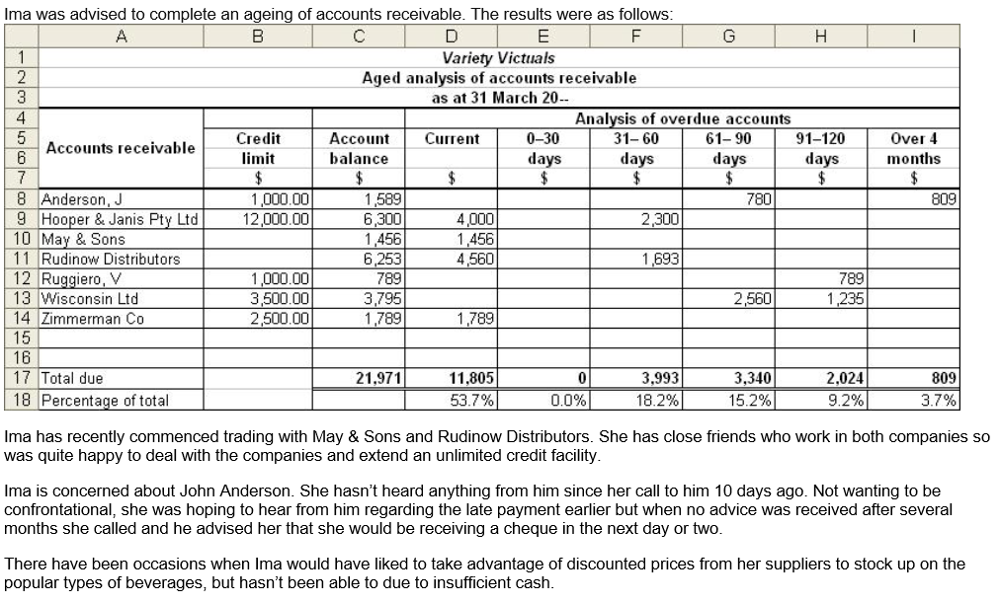 Ima was advised to complete an ageing of accounts receivable. The results were as follows:
A B C D E F G H I
1 Variety Victuals
2 Aged analysis of accounts receivable
3 as at 31 March 20--
4 Analysis of overdue accounts
5 Accounts receivable Credit Account Current 0–30 31–60 61–90 91–120 Over 4
6 limit balance days days days days months
7 $ $ $ $ $ $ $ $
8 Anderson, J 1,000.00 1,589 780 809
9 Hooper & Janis Pty Ltd 12,000.00 6,300 4,000 2,300
10 May & Sons 1,456 1,456
11 Rudinow Distributors 6,253 4,560 1,693
12 Ruggiero, V 1,000.00 789 789
13 Wisconsin Ltd 3,500.00 3,795 2,560 1,235
14 Zimmerman Co 2,500.00 1,789 1,789
15
16
17 Total due 21,971 11,805 0 3,993 3,340 2,024 809
18 Percentage of total 53.7% 0.0% 18.2% 15.2% 9.2% 3.7%
Ima has recently commenced trading with May & Sons and Rudinow Distributors. She has close friends who work in both companies so
was quite happy to deal with the companies and extend an unlimited credit facility.
Ima is concerned about John Anderson. She hasn't heard anything from him since her call to him 10 days ago. Not wanting to be
confrontational, she was hoping to hear from him regarding the late payment earlier but when no advice was received after several
months she called and he advised her that she would be receiving a cheque in the next day or two.
There have been occasions when Ima would have liked to take advantage of discounted prices from her suppliers to stock up on the
popular types of beverages, but hasn't been able to due to insufficient cash.